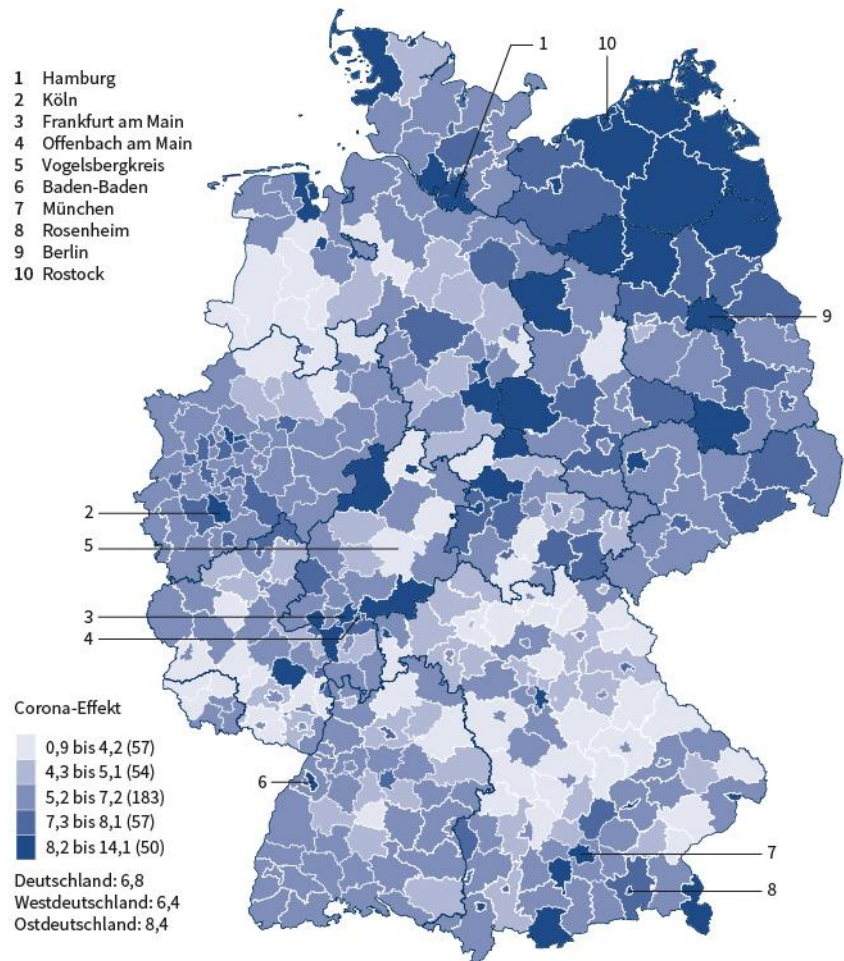 1 Hamburg
2 Köln
3 Frankfurt am Main
4 Offenbach am Main
5 Vogelsbergkreis
6 Baden-Baden
7 München
8 Rosenheim
9 Berlin
10 Rostock
1
10
9
2
5
3
4
6
7
8
Corona-Effekt
0,9 bis 4,2 (57)
4,3 bis 5,1 (54)
5,2 bis 7,2 (183)
7,3 bis 8,1 (57)
8,2 bis 14,1 (50)
Deutschland: 6,8
Westdeutschland: 6,4
Ostdeutschland: 8,4